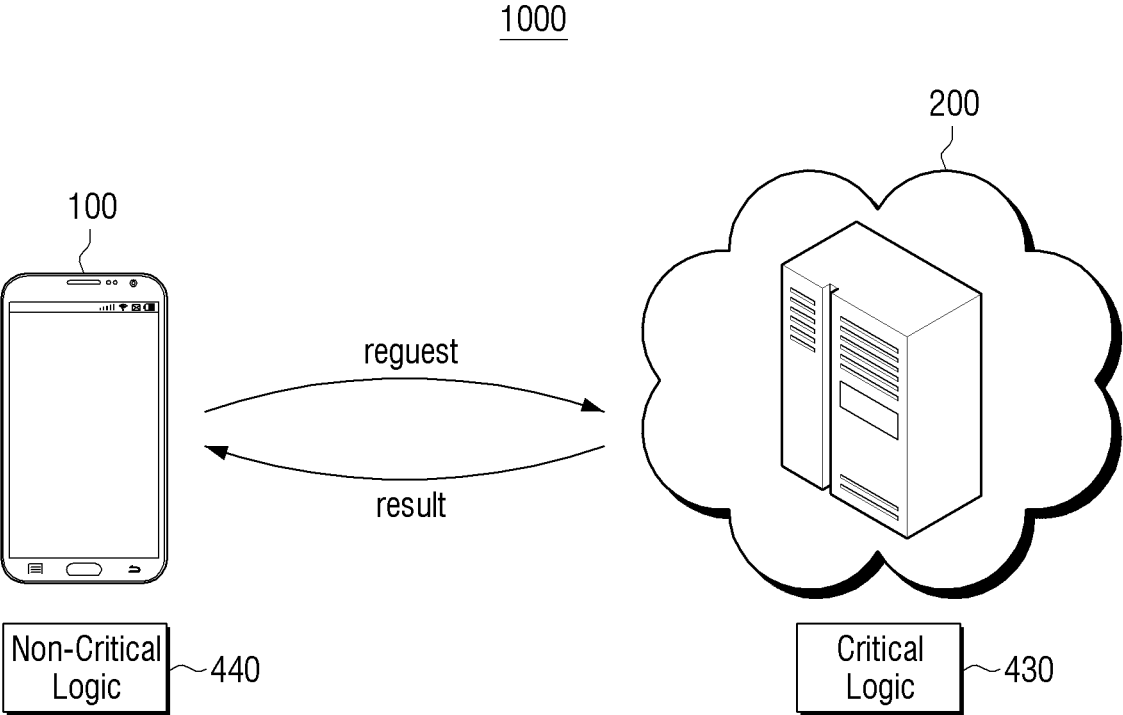 1000
200
100
reguest
result
Non-Critical
Logic
440
Critical
Logic
430